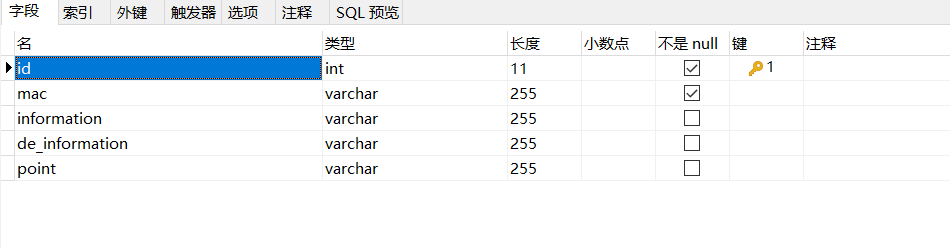 字段 索引 外键 触发器 选项 注释 SQL 预览
名 类型 长度 小数点 不是 null 键 注释
id int 11 1
mac varchar 255
information varchar 255
de_information varchar 255
point varchar 255